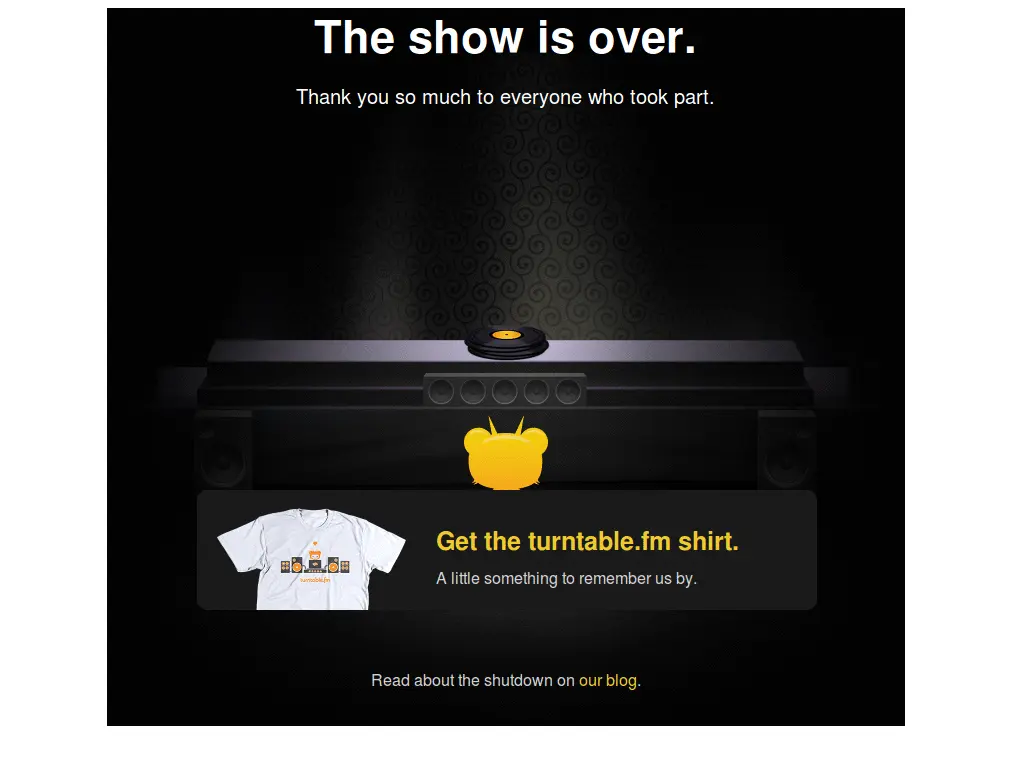 The show is over.
Thank you so much to everyone who took part.
turntable.fm
Get the turntable.fm shirt.
A little something to remember us by.
Read about the shutdown on our blog.